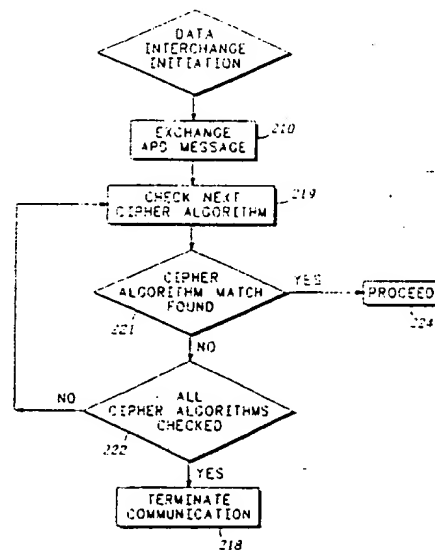 DATA
INTERCHANGE
INITIATION
EXCHANGE
APD MESSAGE
210
CHECK NEXT
CIPHER ALGORITHM
219
CIPHER
ALGORITHM MATCH
FOUND
221
YES
PROCEED
224
NO
ALL
CIPHER ALGORITHMS
CHECKED
222
NO
YES
TERMINATE
COMMUNICATION
218